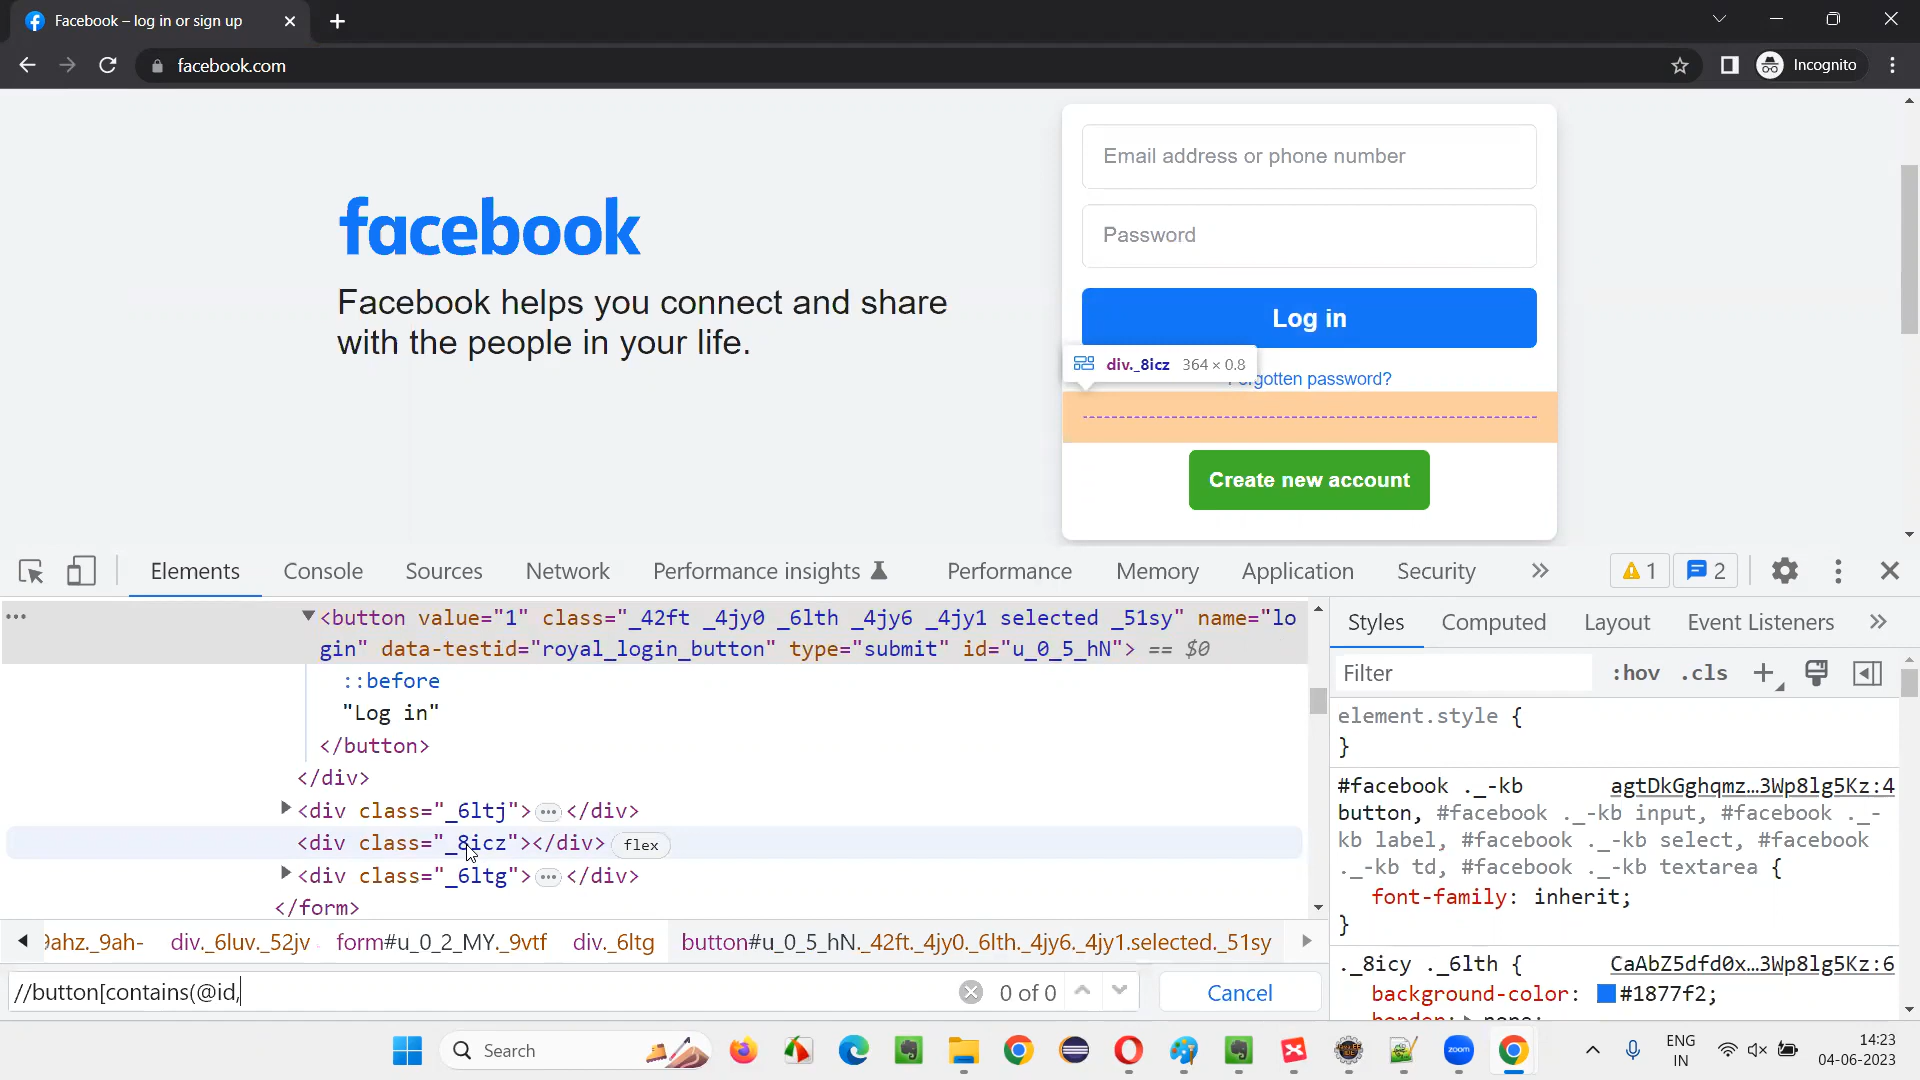 Facebook – log in or sign up
facebook.com
Incognito
facebook
Facebook helps you connect and share
with the people in your life.
Email address or phone number
Password
Log in
div._8icz 364 × 0.8
gotten password?
Create new account
Elements Console Sources Network Performance insights Performance Memory Application Security » 1 2
… <button value="1" class="_42ft _4jy0 _6lth _4jy6 _4jy1 selected _51sy" name="lo
gin" data-testid="royal_login_button" type="submit" id="u_0_5_hN"> == $0
::before
"Log in"
</button>
</div>
<div class="_6ltj">…</div>
<div class="_8icz"></div> flex
<div class="_6ltg">…</div>
</form>
9ahz._9ah- div._6luv._52jv form#u_0_2_MY._9vtf div._6ltg button#u_0_5_hN._42ft._4jy0._6lth._4jy6._4jy1.selected._51sy
//button[contains(@id, 0 of 0 Cancel
Styles Computed Layout Event Listeners »
Filter :hov .cls
element.style {
}
#facebook ._-kb agtDkGghqmz…3Wp8lg5Kz:4
button, #facebook ._-kb input, #facebook ._-
kb label, #facebook ._-kb select, #facebook
._-kb td, #facebook ._-kb textarea {
font-family: inherit;
}
._8icy ._6lth { CaAbZ5dfd0x…3Wp8lg5Kz:6
background-color: #1877f2;
border: none;
Search
zoom
ENG
IN
14:23
04-06-2023